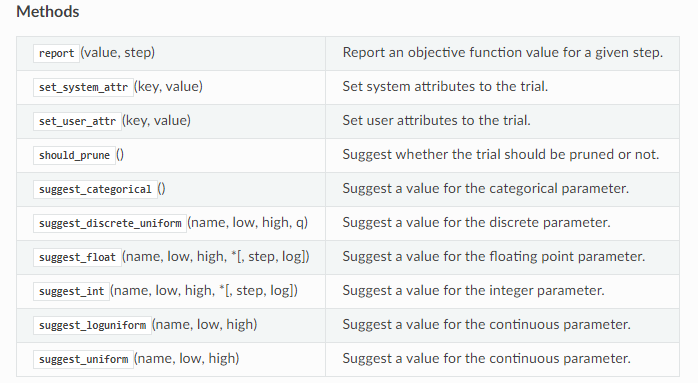 Methods
report (value, step) Report an objective function value for a given step.
set_system_attr (key, value) Set system attributes to the trial.
set_user_attr (key, value) Set user attributes to the trial.
should_prune () Suggest whether the trial should be pruned or not.
suggest_categorical () Suggest a value for the categorical parameter.
suggest_discrete_uniform (name, low, high, q) Suggest a value for the discrete parameter.
suggest_float (name, low, high, *[, step, log]) Suggest a value for the floating point parameter.
suggest_int (name, low, high, *[, step, log]) Suggest a value for the integer parameter.
suggest_loguniform (name, low, high) Suggest a value for the continuous parameter.
suggest_uniform (name, low, high) Suggest a value for the continuous parameter.